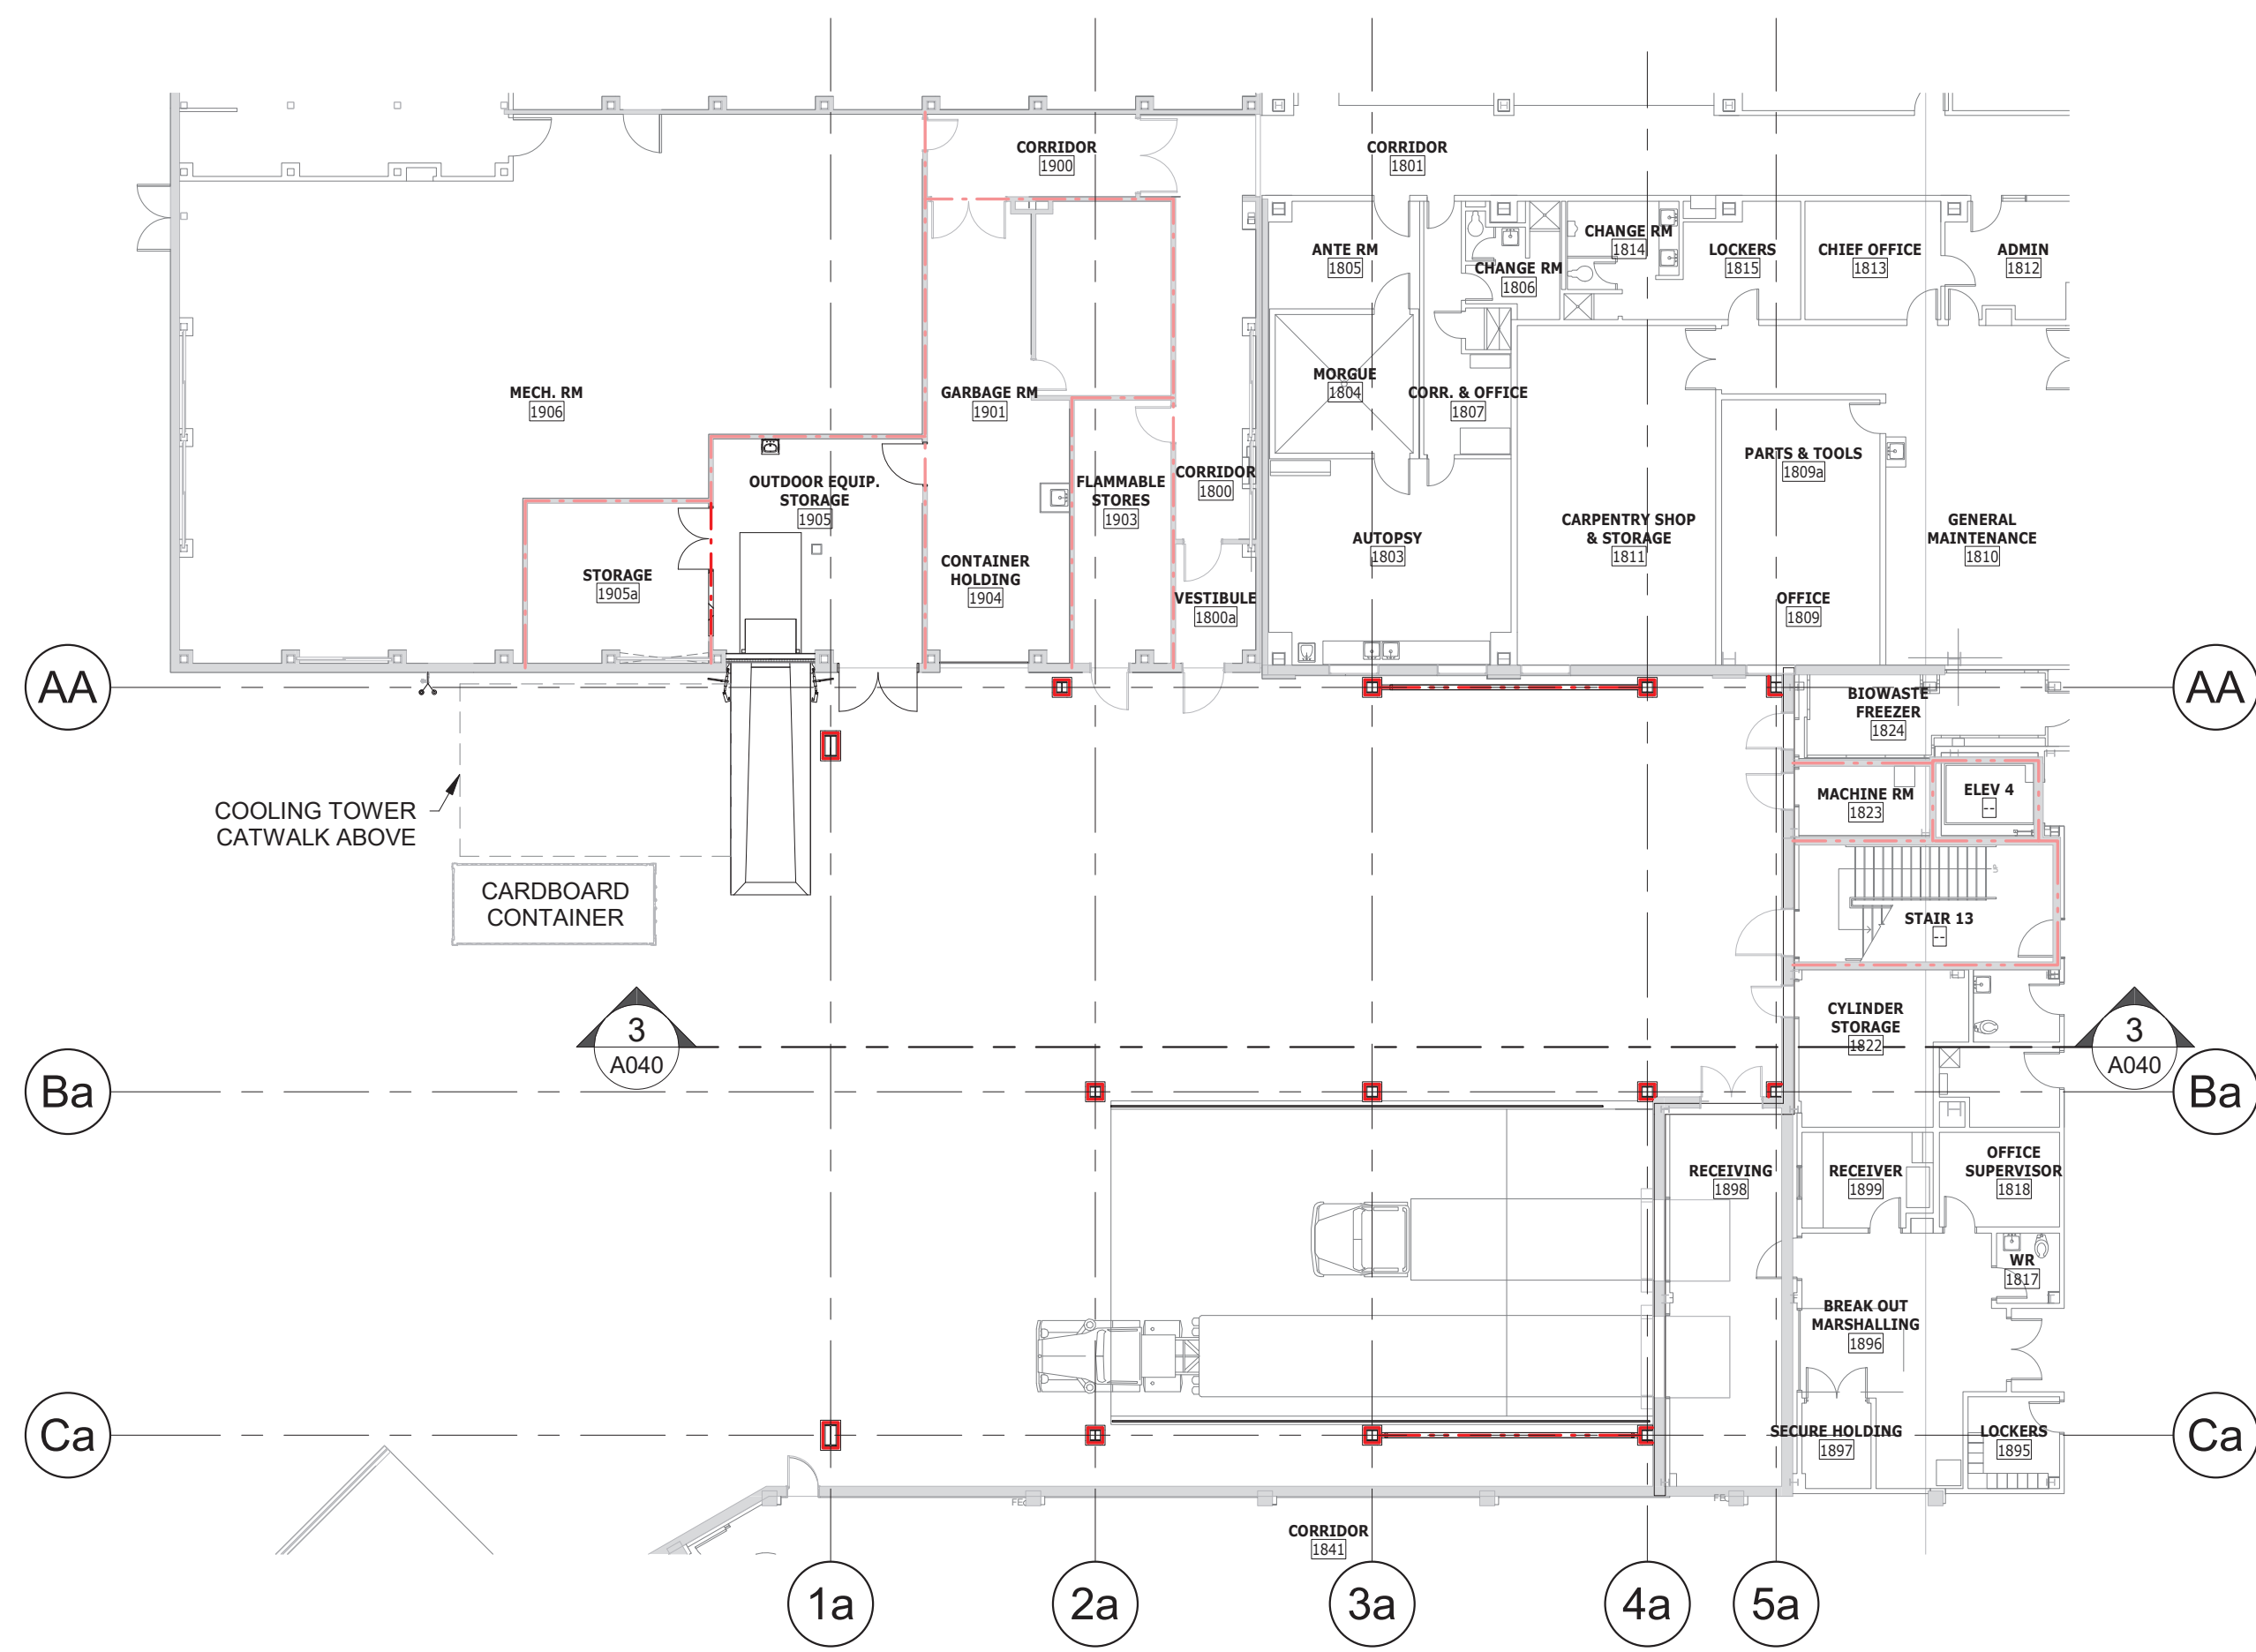 CORRIDOR
1900
CORRIDOR
1801
ANTE RM
1805
CHANGE RM
1806
CHANGE RM
1814
LOCKERS
1815
CHIEF OFFICE
1813
ADMIN
1812
MECH. RM
1906
GARBAGE RM
1901
MORGUE
1804
CORR. & OFFICE
1807
OUTDOOR EQUIP.
STORAGE
1905
FLAMMABLE
STORES
1903
CORRIDOR
1800
PARTS & TOOLS
1809a
STORAGE
1905a
CONTAINER
HOLDING
1904
VESTIBULE
1800a
AUTOPSY
1803
CARPENTRY SHOP
& STORAGE
1811
GENERAL
MAINTENANCE
1810
OFFICE
1809
AA
AA
BIOWASTE
FREEZER
1824
COOLING TOWER
CATWALK ABOVE
MACHINE RM
1823
ELEV 4
--
CARDBOARD
CONTAINER
STAIR 13
--
3
A040
CYLINDER
STORAGE
1822
3
A040
Ba
Ba
RECEIVING
1898
RECEIVER
1899
OFFICE
SUPERVISOR
1818
WR
1817
BREAK OUT
MARSHALLING
1896
Ca
Ca
SECURE HOLDING
1897
LOCKERS
1895
CORRIDOR
1841
1a
2a
3a
4a
5a